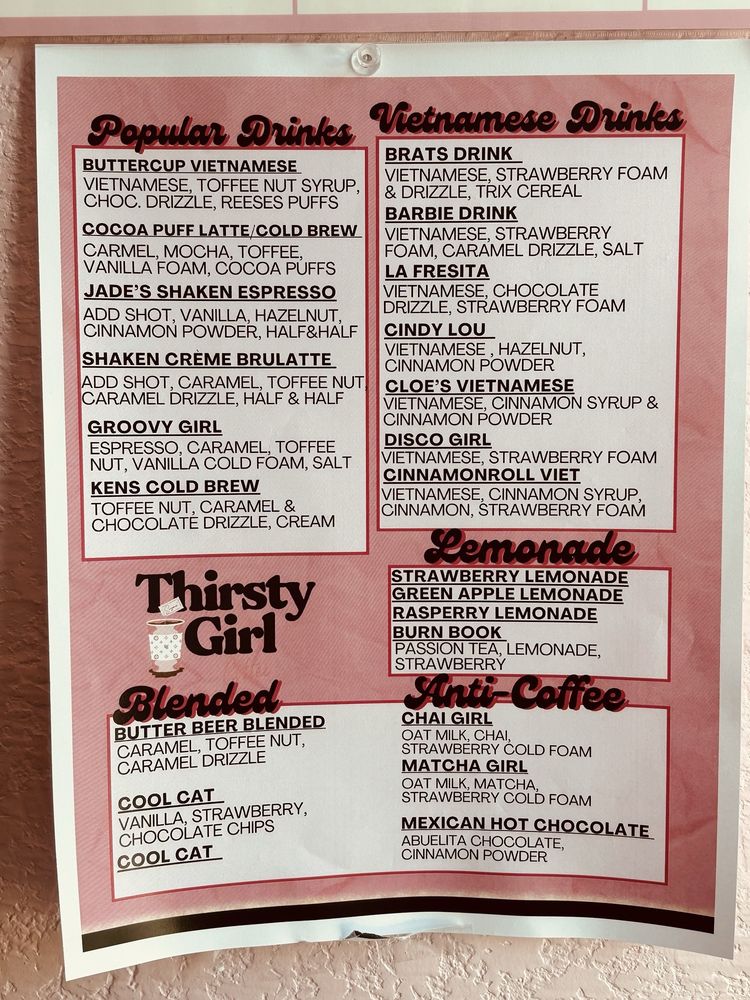 Popular Drinks
BUTTERCUP VIETNAMESE
VIETNAMESE, TOFFEE NUT SYRUP,
CHOC. DRIZZLE, REESES PUFFS
COCOA PUFF LATTE/COLD BREW
CARMEL, MOCHA, TOFFEE,
VANILLA FOAM, COCOA PUFFS
JADE'S SHAKEN ESPRESSO
ADD SHOT, VANILLA, HAZELNUT,
CINNAMON POWDER, HALF&HALF
SHAKEN CRÈME BRULATTE
ADD SHOT, CARAMEL, TOFFEE NUT,
CARAMEL DRIZZLE, HALF & HALF
GROOVY GIRL
ESPRESSO, CARAMEL, TOFFEE
NUT, VANILLA COLD FOAM, SALT
KENS COLD BREW
TOFFEE NUT, CARAMEL &
CHOCOLATE DRIZZLE, CREAM
Vietnamese Drinks
BRATS DRINK
VIETNAMESE, STRAWBERRY FOAM
& DRIZZLE, TRIX CEREAL
BARBIE DRINK
VIETNAMESE, STRAWBERRY
FOAM, CARAMEL DRIZZLE, SALT
LA FRESITA
VIETNAMESE, CHOCOLATE
DRIZZLE, STRAWBERRY FOAM
CINDY LOU
VIETNAMESE , HAZELNUT,
CINNAMON POWDER
CLOE'S VIETNAMESE
VIETNAMESE, CINNAMON SYRUP &
CINNAMON POWDER
DISCO GIRL
VIETNAMESE, STRAWBERRY FOAM
CINNAMONROLL VIET
VIETNAMESE, CINNAMON SYRUP,
CINNAMON, STRAWBERRY FOAM
Thirsty
Girl
Lemonade
STRAWBERRY LEMONADE
GREEN APPLE LEMONADE
RASPERRY LEMONADE
BURN BOOK
PASSION TEA, LEMONADE,
STRAWBERRY
Blended
BUTTER BEER BLENDED
CARAMEL, TOFFEE NUT,
CARAMEL DRIZZLE
COOL CAT
VANILLA, STRAWBERRY,
CHOCOLATE CHIPS
COOL CAT
Anti-Coffee
CHAI GIRL
OAT MILK, CHAI,
STRAWBERRY COLD FOAM
MATCHA GIRL
OAT MILK, MATCHA,
STRAWBERRY COLD FOAM
MEXICAN HOT CHOCOLATE
ABUELITA CHOCOLATE,
CINNAMON POWDER